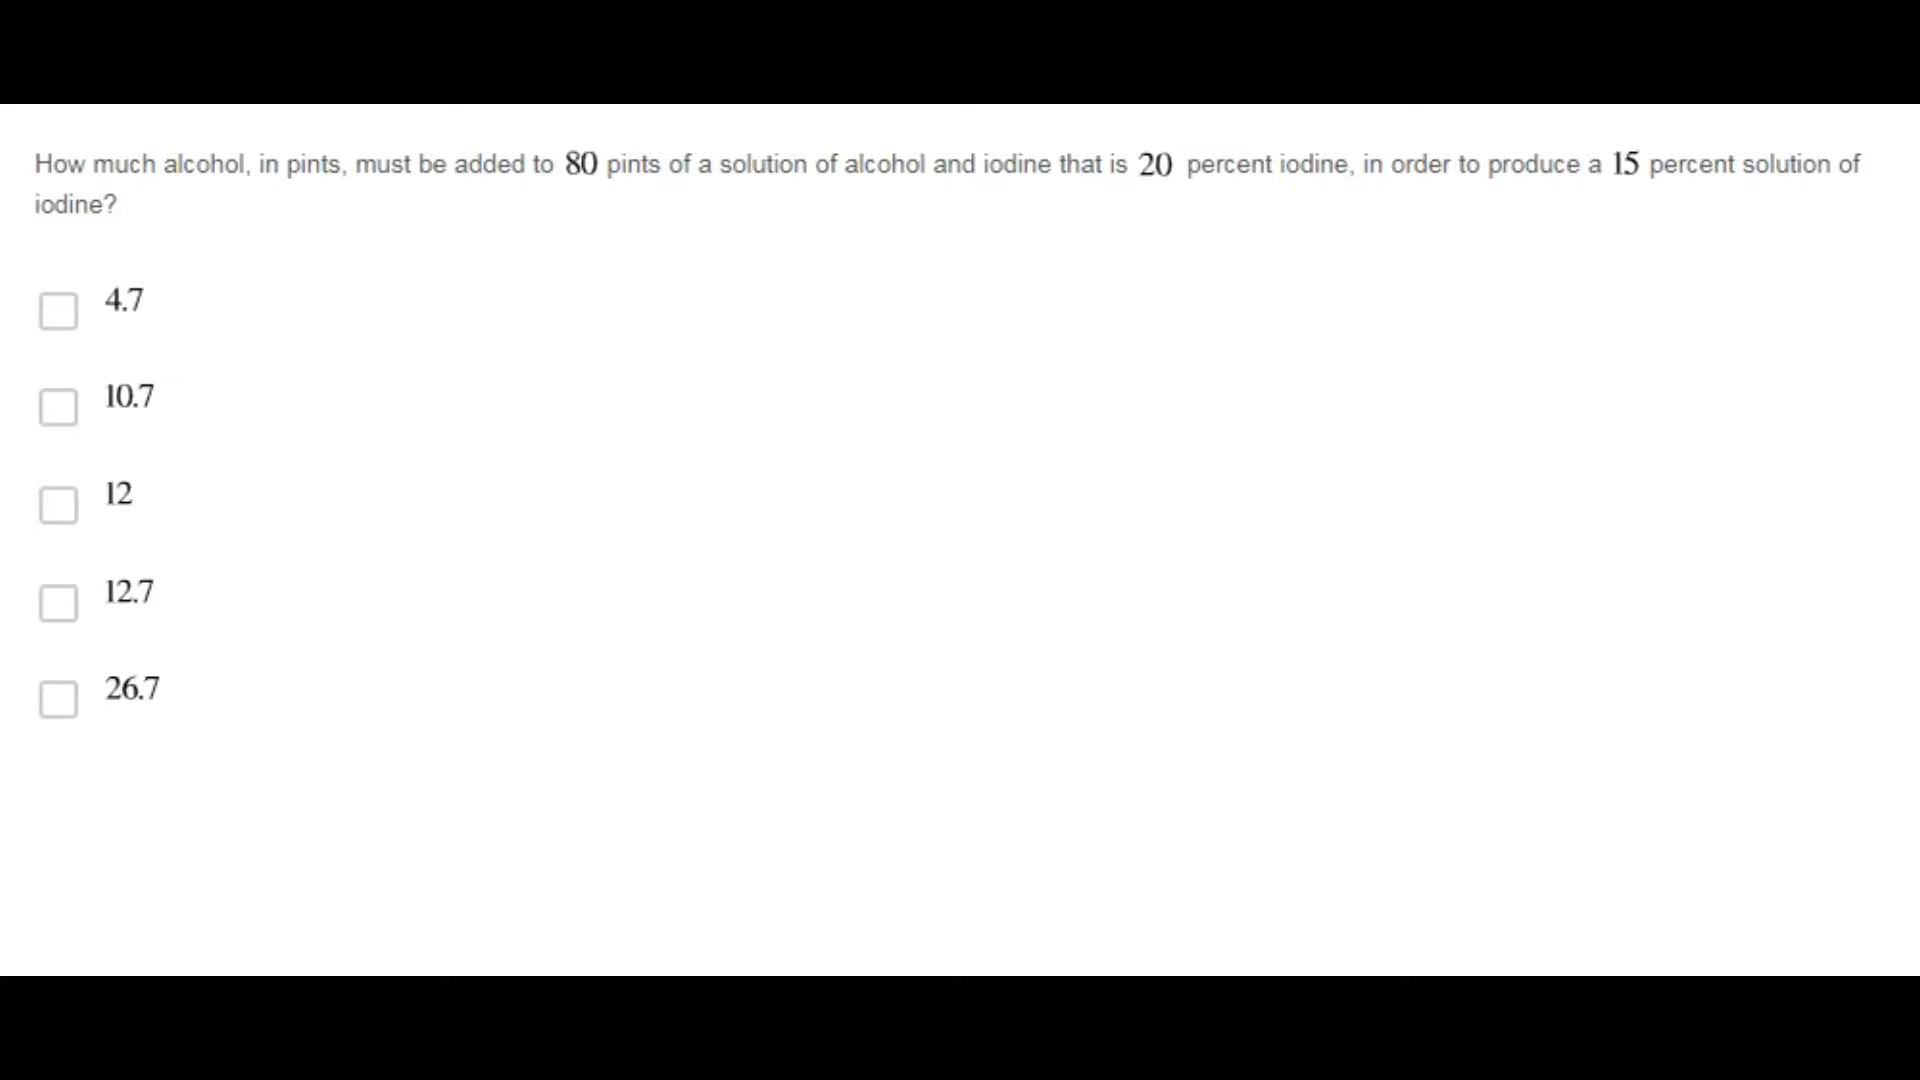 How much alcohol, in pints, must be added to 80 pints of a solution of alcohol and iodine that is 20 percent iodine, in order to produce a 15 percent solution of
iodine?
4.7
10.7
12
12.7
26.7